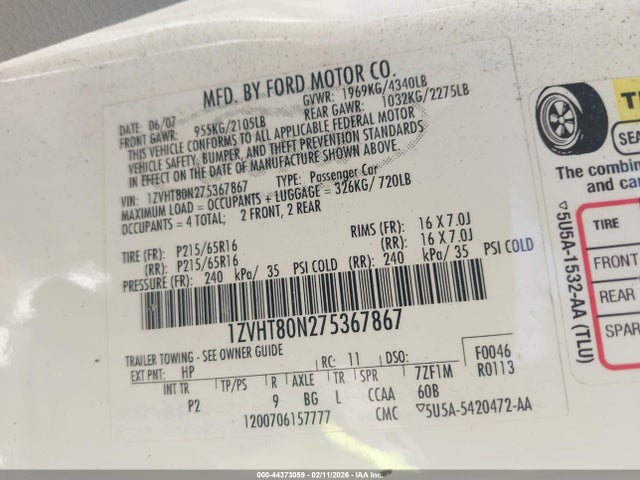 MFD. BY FORD MOTOR CO.
DATE: 06/07 GVWR: 1969KG/4340LB
FRONT GAWR: 955KG/2105LB REAR GAWR: 1032KG/2275LB
THIS VEHICLE CONFORMS TO ALL APPLICABLE FEDERAL MOTOR
VEHICLE SAFETY, BUMPER, AND THEFT PREVENTION STANDARDS
IN EFFECT ON THE DATE OF MANUFACTURE SHOWN ABOVE.
VIN: 1ZVHT80N275367867 TYPE: Passenger Car
MAXIMUM LOAD = OCCUPANTS + LUGGAGE = 326KG/720LB
OCCUPANTS = 4 TOTAL; 2 FRONT, 2 REAR
TIRE (FR): P215/65R16 RIMS (FR): 16 X 7.0J
(RR): P215/65R16 (RR): 16 X 7.0J
PRESSURE (FR): 240 kPa/ 35 PSI COLD (RR): 240 kPa/ 35 PSI COLD
1ZVHT80N275367867
TRAILER TOWING - SEE OWNER GUIDE
EXT PNT: HP RC: 11 DSO: F0046
INT TR TP/PS R AXLE TR SPR 7ZF1M R0113
P2 9 BG L CCAA 60B
1200706157777 CMC ▽5U5A-5420472-AA
▽5U5A-1532-AA (TLU)
SEA
The combin
and car
TIRE
FRONT
REAR
SPAR
000-44373059 - 02/11/2026 - IAAI.COM